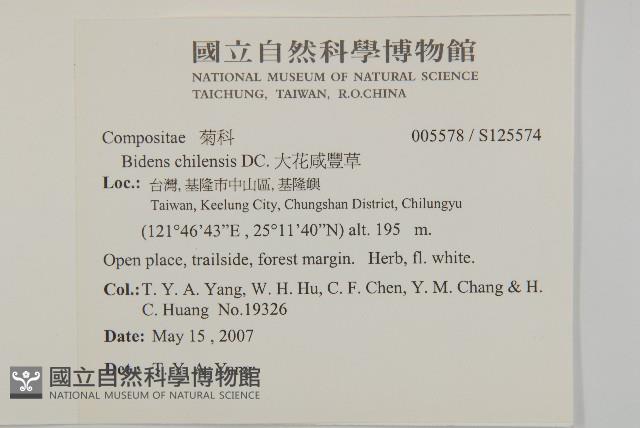 國立自然科學博物館
NATIONAL MUSEUM OF NATURAL SCIENCE
TAICHUNG, TAIWAN, R.O.CHINA
Compositae 菊科 005578 / S125574
Bidens chilensis DC. 大花咸豐草
Loc.: 台灣, 基隆市中山區, 基隆嶼
Taiwan, Keelung City, Chungshan District, Chilungyu
(121°46'43”E , 25°11'40”N) alt. 195 m.
Open place, trailside, forest margin. Herb, fl. white.
Col.: T. Y. A. Yang, W. H. Hu, C. F. Chen, Y. M. Chang & H.
C. Huang No.19326
Date: May 15 , 2007
Det.: T. Y. A. Yang
國立自然科學博物館
NATIONAL MUSEUM OF NATURAL SCIENCE